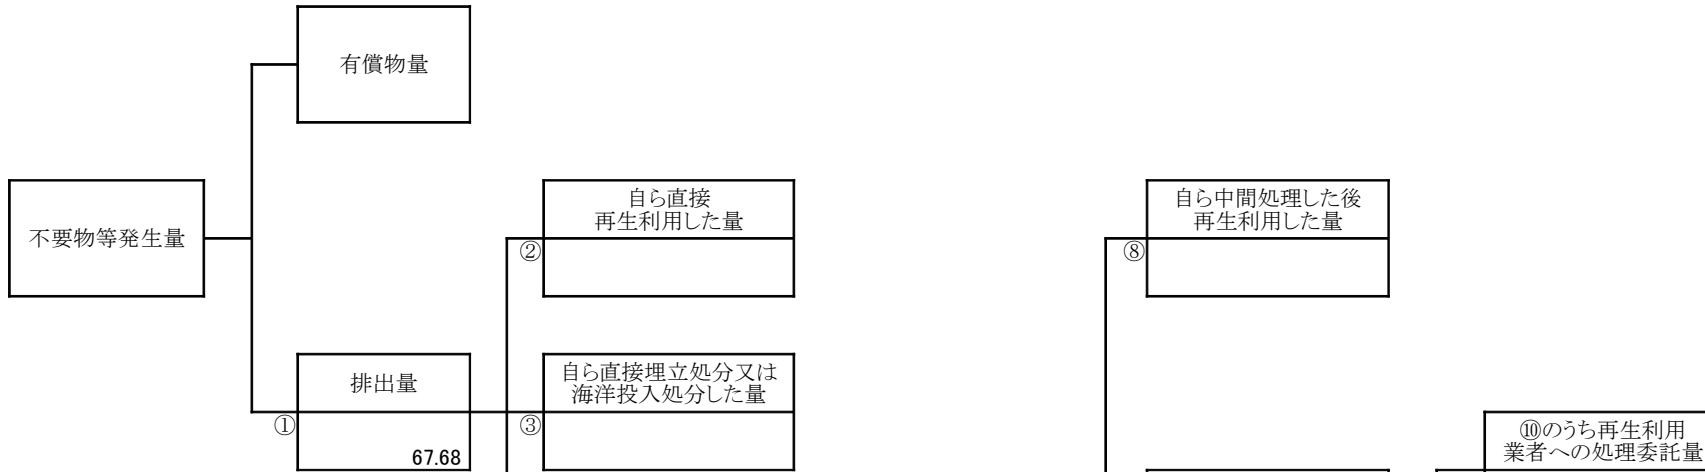 有償物量
不要物等発生量
自ら直接
再生利用した量
②
自ら中間処理した後
再生利用した量
⑧
排出量
①
67.68
自ら直接埋立処分又は
海洋投入処分した量
③
⑩のうち再生利用
業者への処理委託量